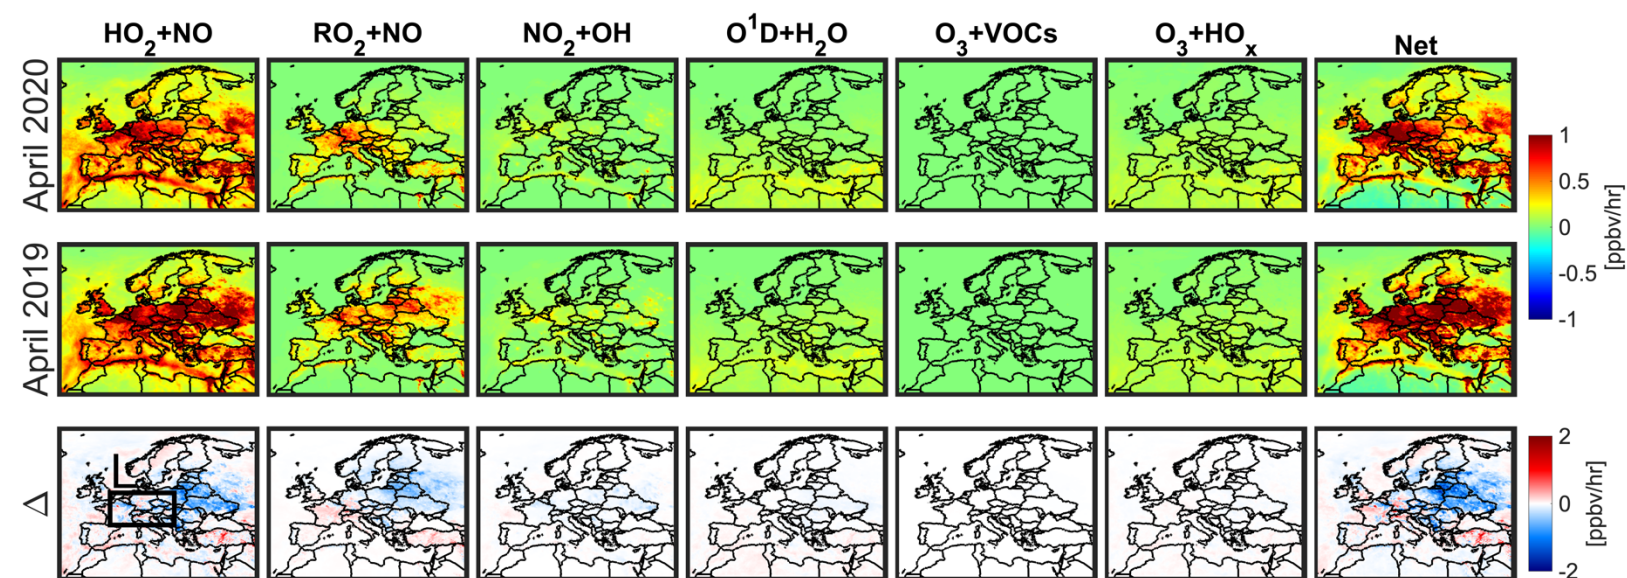 HO₂+NO RO₂+NO NO₂+OH O¹D+H₂O O₃+VOCs O₃+HOₓ Net
April 2020
1
0.5
0
-0.5
-1
[ppbv/hr]
April 2019
L
Δ
2
0
-2
[ppbv/hr]